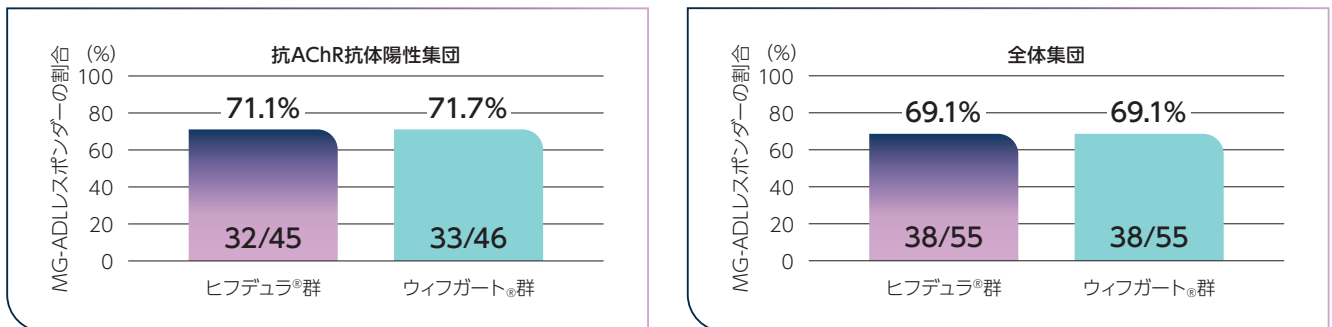 抗AChR抗体陽性集団
(%)
MG-ADLレスポンダーの割合
100
80
60
40
20
0
71.1%
71.7%
32/45
33/46
ヒフデュラ®群
ウィフガート®群
全体集団
(%)
MG-ADLレスポンダーの割合
100
80
60
40
20
0
69.1%
69.1%
38/55
38/55
ヒフデュラ®群
ウィフガート®群